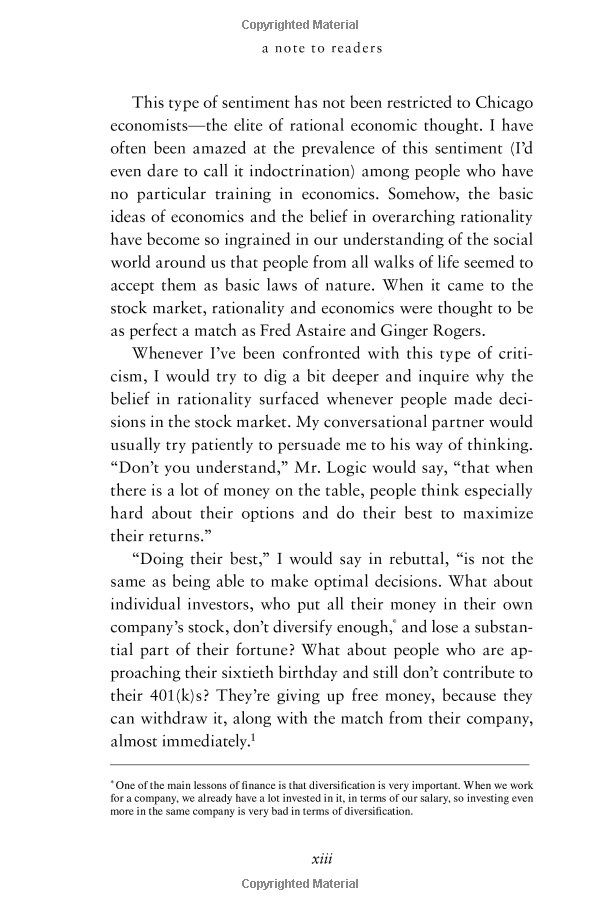 Copyrighted Material
a note to readers
This type of sentiment has not been restricted to Chicago
economists—the elite of rational economic thought. I have
often been amazed at the prevalence of this sentiment (I’d
even dare to call it indoctrination) among people who have
no particular training in economics. Somehow, the basic
ideas of economics and the belief in overarching rationality
have become so ingrained in our understanding of the social
world around us that people from all walks of life seemed to
accept them as basic laws of nature. When it came to the
stock market, rationality and economics were thought to be
as perfect a match as Fred Astaire and Ginger Rogers.
Whenever I’ve been confronted with this type of criti-
cism, I would try to dig a bit deeper and inquire why the
belief in rationality surfaced whenever people made deci-
sions in the stock market. My conversational partner would
usually try patiently to persuade me to his way of thinking.
“Don’t you understand,” Mr. Logic would say, “that when
there is a lot of money on the table, people think especially
hard about their options and do their best to maximize
their returns.”
“Doing their best,” I would say in rebuttal, “is not the
same as being able to make optimal decisions. What about
individual investors, who put all their money in their own
company’s stock, don’t diversify enough,* and lose a substan-
tial part of their fortune? What about people who are ap-
proaching their sixtieth birthday and still don’t contribute to
their 401(k)s? They’re giving up free money, because they
can withdraw it, along with the match from their company,
almost immediately.1
*One of the main lessons of finance is that diversification is very important. When we work
for a company, we already have a lot invested in it, in terms of our salary, so investing even
more in the same company is very bad in terms of diversification.
xiii
Copyrighted Material